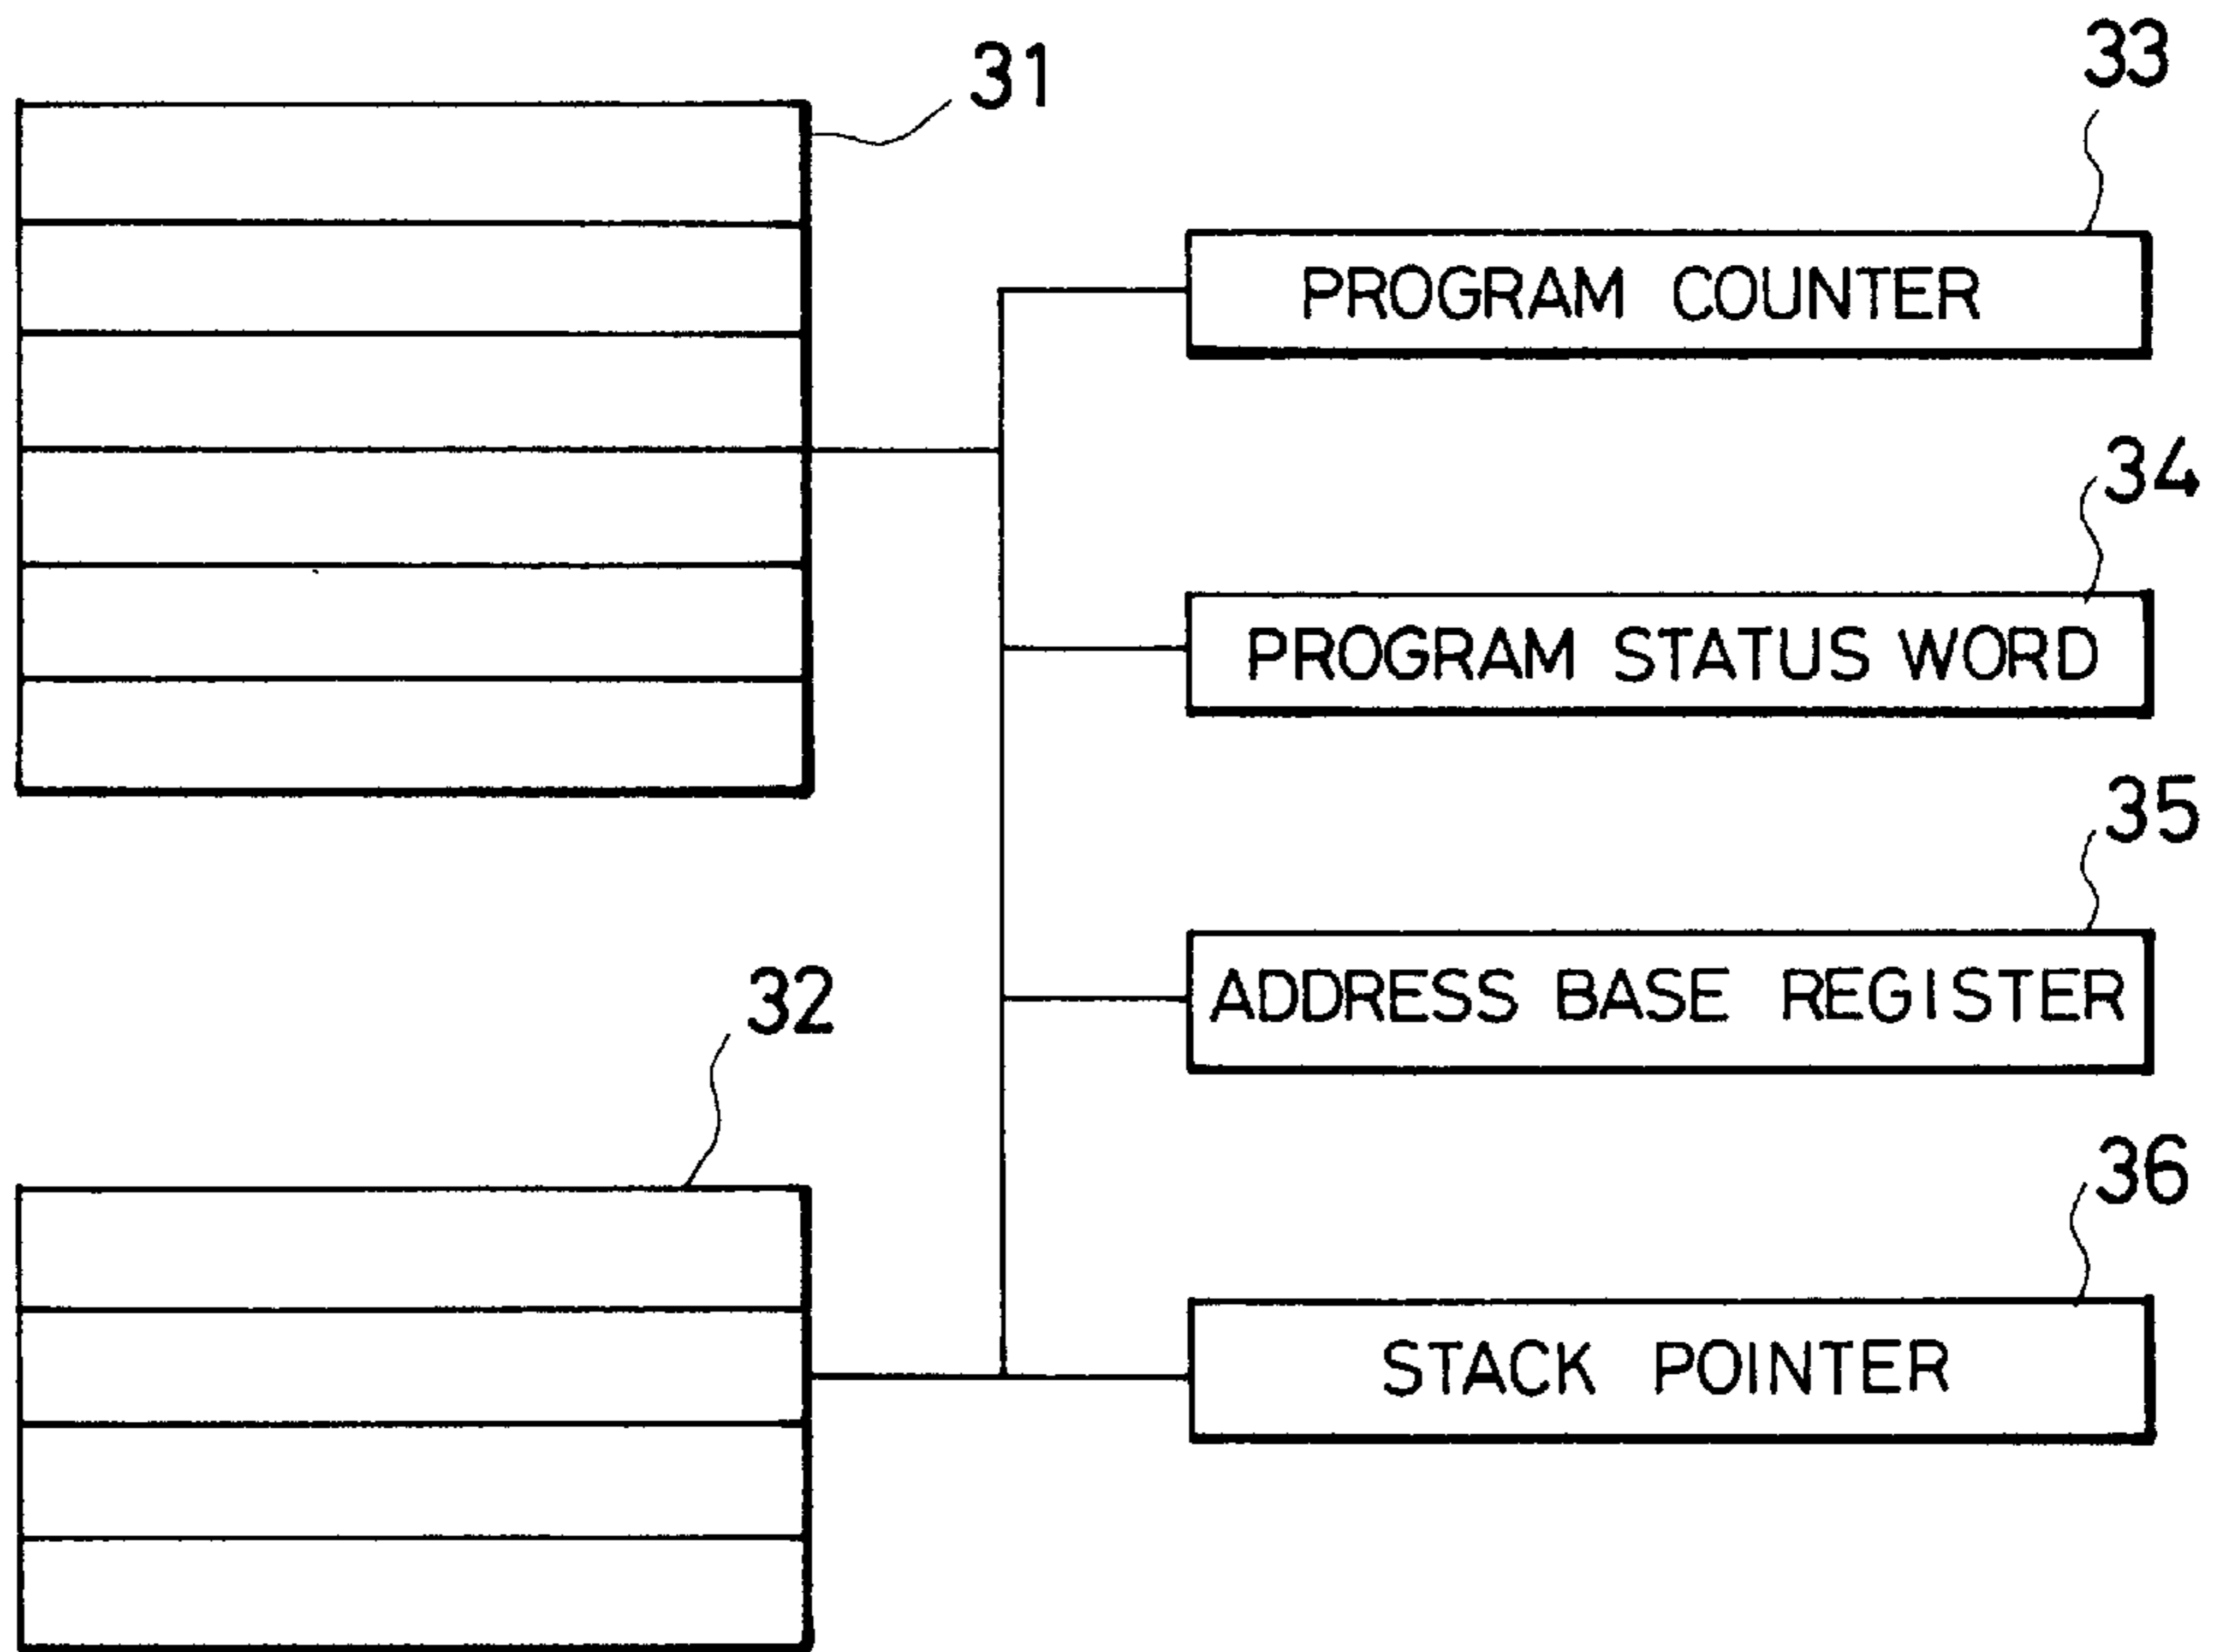 31
33
PROGRAM COUNTER
34
PROGRAM STATUS WORD
35
ADDRESS BASE REGISTER
32
36
STACK POINTER